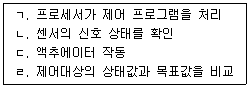 ㄱ. 프로세서가 제어 프로그램을 처리
ㄴ. 센서의 신호 상태를 확인
ㄷ. 액추에이터 작동
ㄹ. 제어대상의 상태값과 목표값을 비교